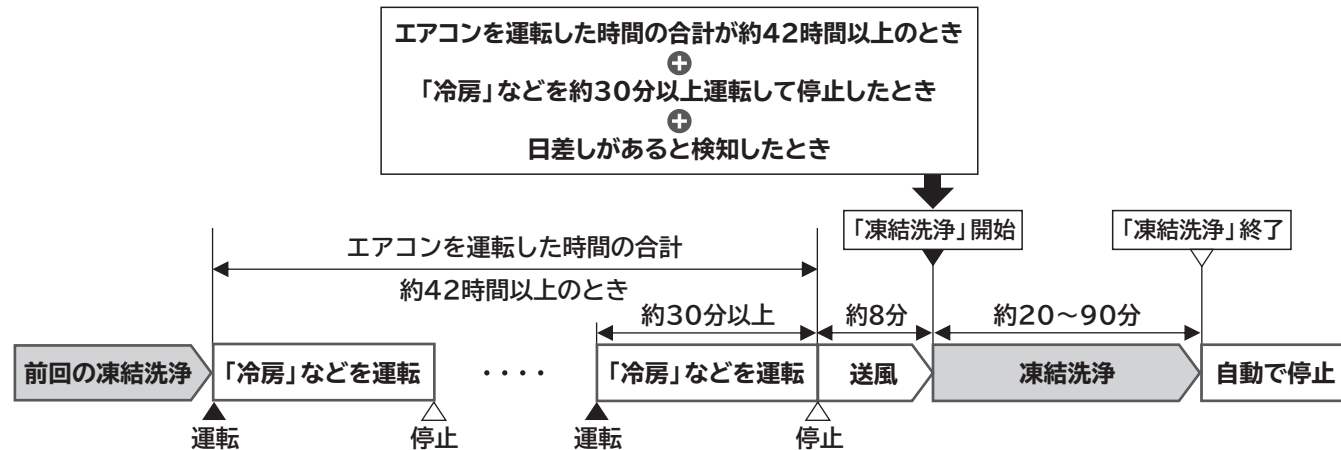 エアコンを運転した時間の合計が約42時間以上のとき
+
「冷房」などを約30分以上運転して停止したとき
+
日差しがあると検知したとき
「凍結洗浄」開始
「凍結洗浄」終了
エアコンを運転した時間の合計
約42時間以上のとき
約30分以上
約8分
約20～90分
前回の凍結洗浄
「冷房」などを運転
・・・・
「冷房」などを運転
送風
凍結洗浄
自動で停止
運転
停止
運転
停止